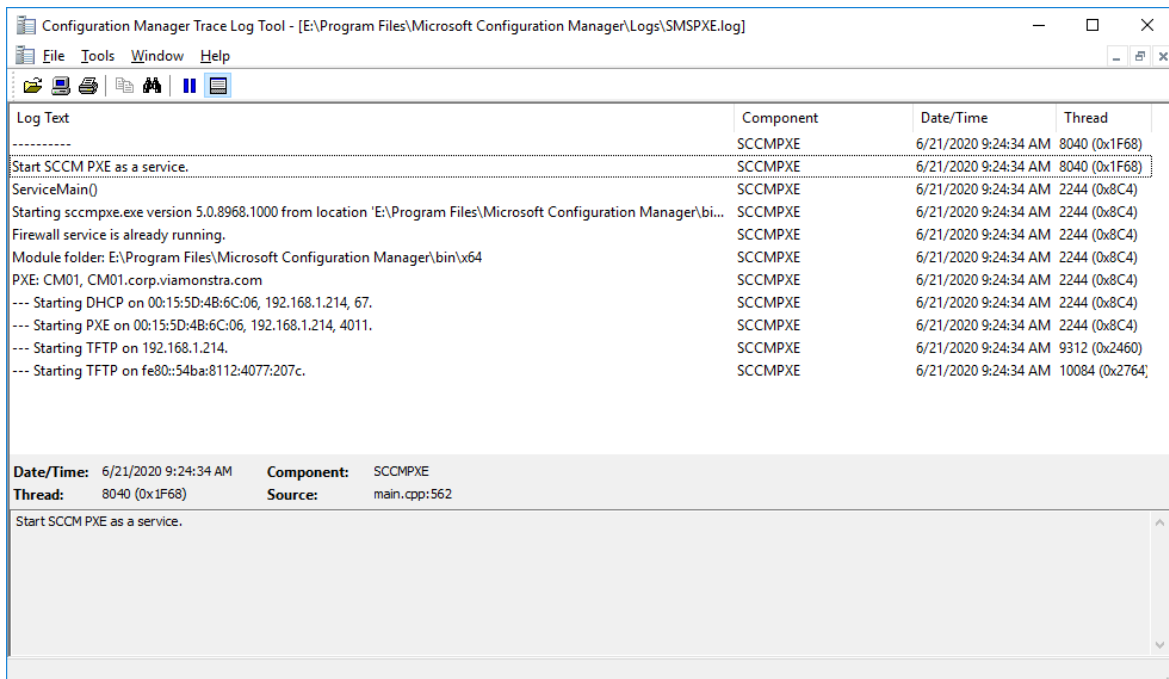 Configuration Manager Trace Log Tool - [E:\Program Files\Microsoft Configuration Manager\Logs\SMSPXE.log]
File Tools Window Help
Log Text Component Date/Time Thread
---------- SCCMPXE 6/21/2020 9:24:34 AM 8040 (0x1F68)
Start SCCM PXE as a service. SCCMPXE 6/21/2020 9:24:34 AM 8040 (0x1F68)
ServiceMain() SCCMPXE 6/21/2020 9:24:34 AM 2244 (0x8C4)
Starting sccmpxe.exe version 5.0.8968.1000 from location 'E:\Program Files\Microsoft Configuration Manager\bi... SCCMPXE 6/21/2020 9:24:34 AM 2244 (0x8C4)
Firewall service is already running. SCCMPXE 6/21/2020 9:24:34 AM 2244 (0x8C4)
Module folder: E:\Program Files\Microsoft Configuration Manager\bin\x64 SCCMPXE 6/21/2020 9:24:34 AM 2244 (0x8C4)
PXE: CM01, CM01.corp.viamonstra.com SCCMPXE 6/21/2020 9:24:34 AM 2244 (0x8C4)
--- Starting DHCP on 00:15:5D:4B:6C:06, 192.168.1.214, 67. SCCMPXE 6/21/2020 9:24:34 AM 2244 (0x8C4)
--- Starting PXE on 00:15:5D:4B:6C:06, 192.168.1.214, 4011. SCCMPXE 6/21/2020 9:24:34 AM 2244 (0x8C4)
--- Starting TFTP on 192.168.1.214. SCCMPXE 6/21/2020 9:24:34 AM 9312 (0x2460)
--- Starting TFTP on fe80::54ba:8112:4077:207c. SCCMPXE 6/21/2020 9:24:34 AM 10084 (0x2764)
Date/Time: 6/21/2020 9:24:34 AM Component: SCCMPXE
Thread: 8040 (0x1F68) Source: main.cpp:562
Start SCCM PXE as a service.